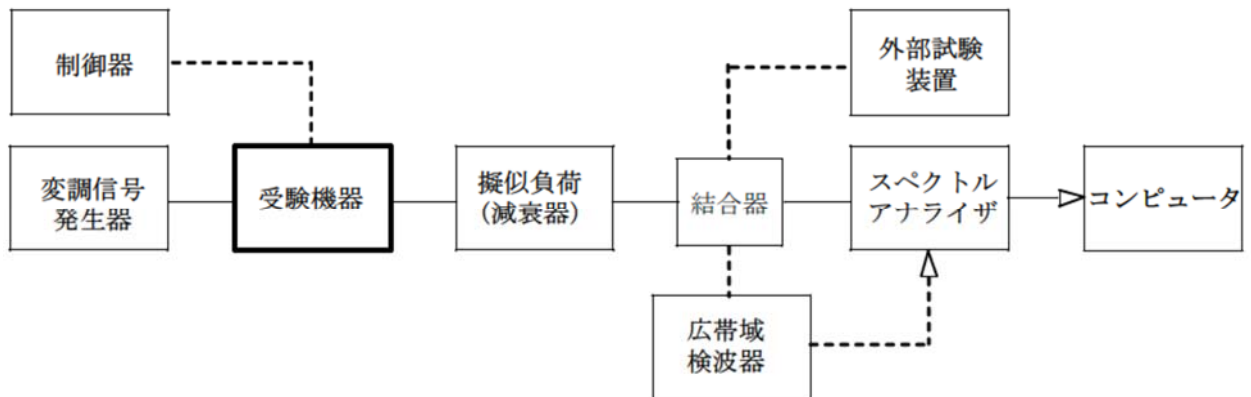 制御器
外部試験
装置
変調信号
発生器
受験機器
擬似負荷
(減衰器)
結合器
スペクトル
アナライザ
コンピュータ
広帯域
検波器